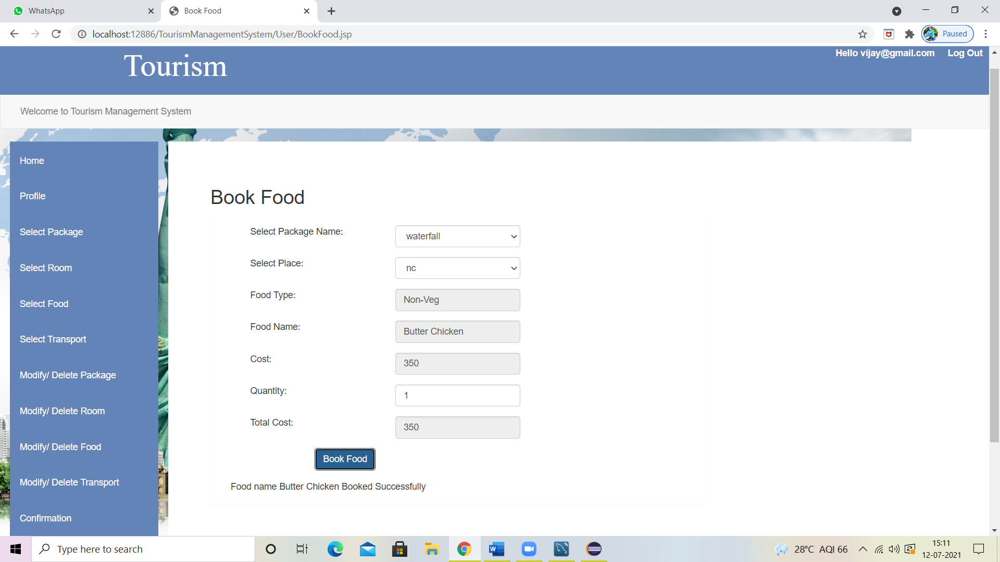 WhatsApp
Book Food
localhost:12886/TourismManagementSystem/User/BookFood.jsp
Paused
Tourism
Hello vijay@gmail.com Log Out
Welcome to Tourism Management System
Home
Profile
Select Package
Select Room
Select Food
Select Transport
Modify/ Delete Package
Modify/ Delete Room
Modify/ Delete Food
Modify/ Delete Transport
Confirmation
Book Food
Select Package Name: waterfall
Select Place: nc
Food Type: Non-Veg
Food Name: Butter Chicken
Cost: 350
Quantity: 1
Total Cost: 350
Book Food
Food name Butter Chicken Booked Successfully
Type here to search
28°C AQI 66
15:11
12-07-2021